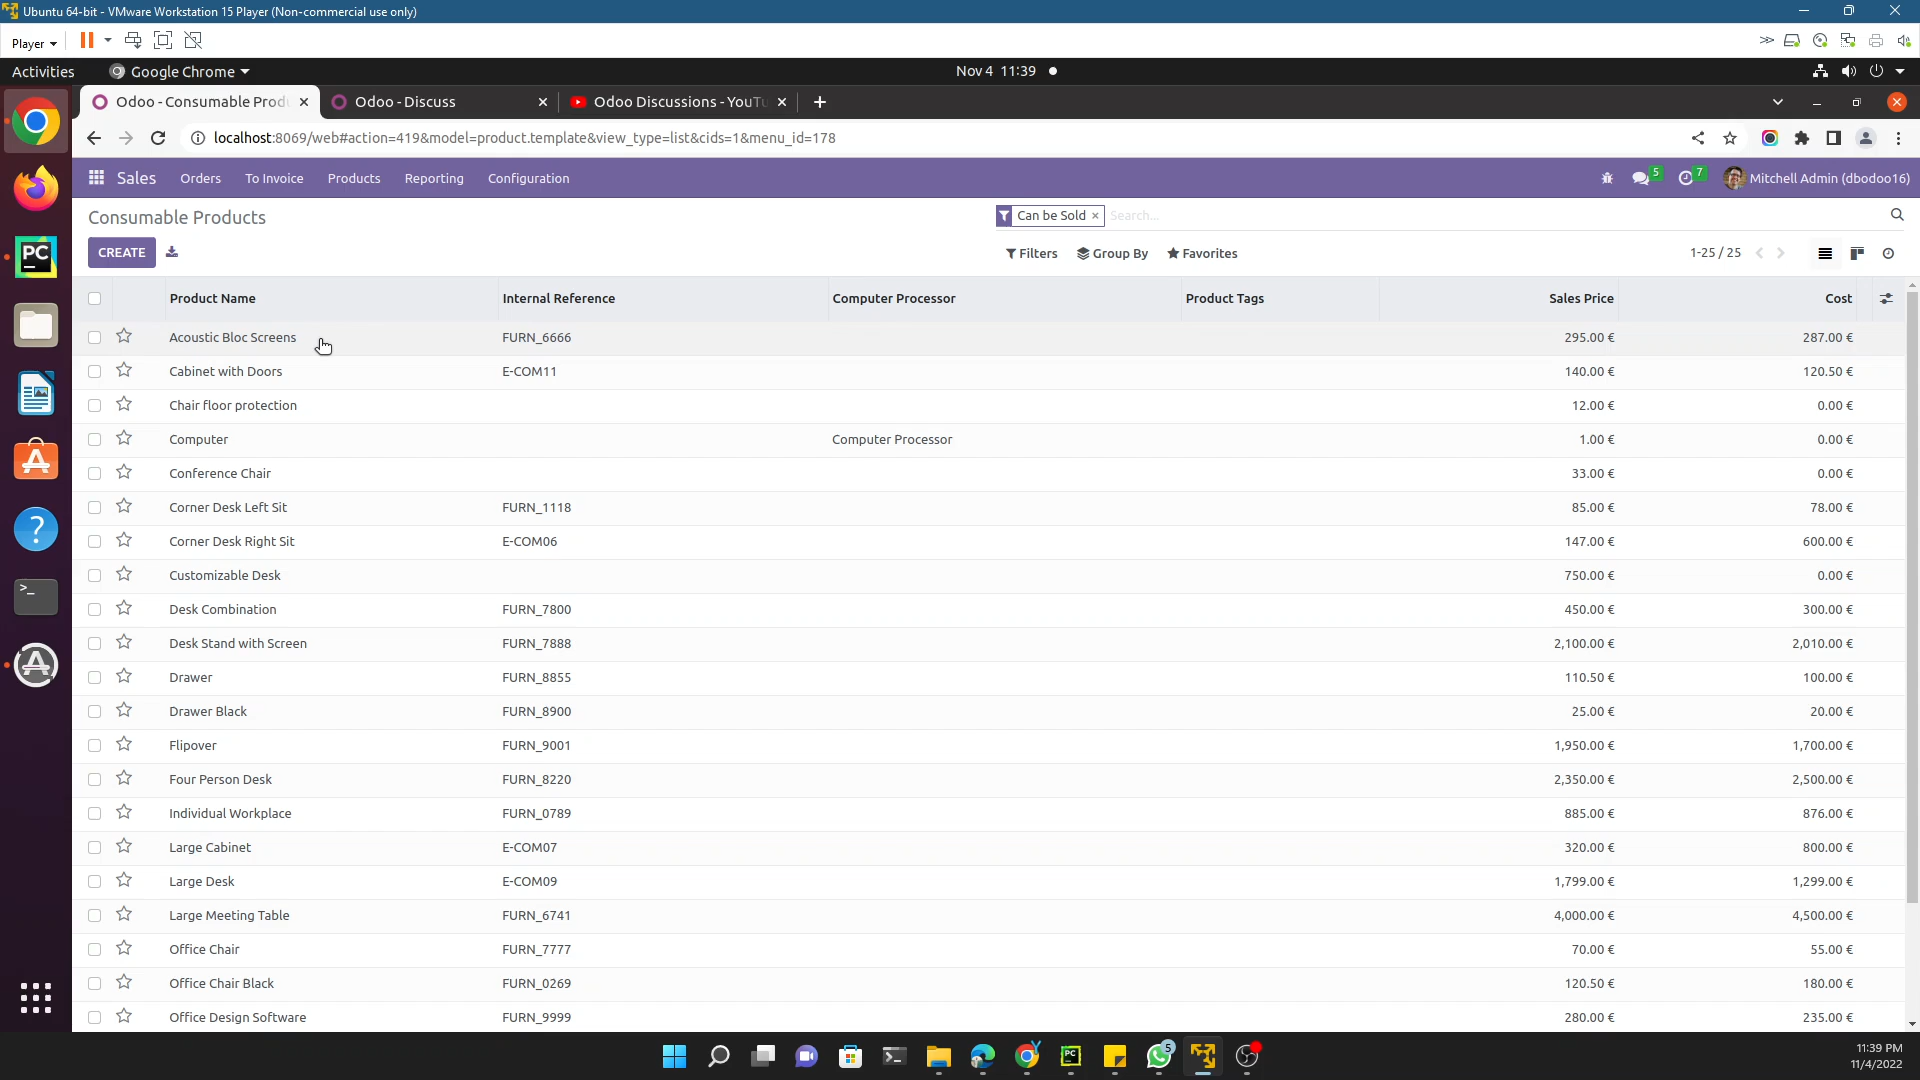 Ubuntu 64-bit - VMware Workstation 15 Player (Non-commercial use only)
Player
Activities
Google Chrome
Nov 4 11:39
Odoo - Consumable Prod
Odoo - Discuss
Odoo Discussions - YouTu
localhost:8069/web#action=419&model=product.template&view_type=list&cids=1&menu_id=178
Sales
Orders
To Invoice
Products
Reporting
Configuration
5
7
Mitchell Admin (dbodoo16)
Consumable Products
Can be Sold
Search...
CREATE
Filters
Group By
Favorites
1-25 / 25
Product Name Internal Reference Computer Processor Product Tags Sales Price Cost
Acoustic Bloc Screens FURN_6666 295.00 € 287.00 €
Cabinet with Doors E-COM11 140.00 € 120.50 €
Chair floor protection 12.00 € 0.00 €
Computer Computer Processor 1.00 € 0.00 €
Conference Chair 33.00 € 0.00 €
Corner Desk Left Sit FURN_1118 85.00 € 78.00 €
Corner Desk Right Sit E-COM06 147.00 € 600.00 €
Customizable Desk 750.00 € 0.00 €
Desk Combination FURN_7800 450.00 € 300.00 €
Desk Stand with Screen FURN_7888 2,100.00 € 2,010.00 €
Drawer FURN_8855 110.50 € 100.00 €
Drawer Black FURN_8900 25.00 € 20.00 €
Flipover FURN_9001 1,950.00 € 1,700.00 €
Four Person Desk FURN_8220 2,350.00 € 2,500.00 €
Individual Workplace FURN_0789 885.00 € 876.00 €
Large Cabinet E-COM07 320.00 € 800.00 €
Large Desk E-COM09 1,799.00 € 1,299.00 €
Large Meeting Table FURN_6741 4,000.00 € 4,500.00 €
Office Chair FURN_7777 70.00 € 55.00 €
Office Chair Black FURN_0269 120.50 € 180.00 €
Office Design Software FURN_9999 280.00 € 235.00 €
PC
PC
5
11:39 PM
11/4/2022